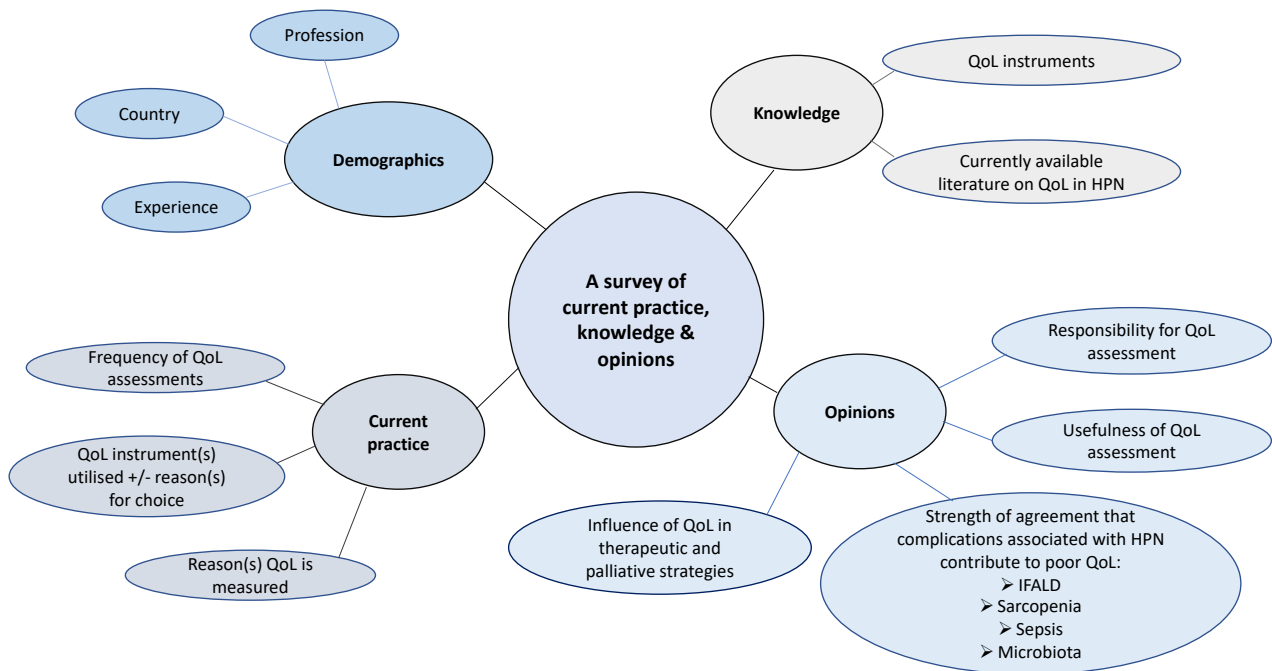 Profession
Country
Demographics
Experience
QoL instruments
Knowledge
Currently available
literature on QoL in HPN
A survey of
current practice,
knowledge &
opinions
Frequency of QoL
assessments
Current
practice
QoL instrument(s)
utilised +/- reason(s)
for choice
Reason(s) QoL is
measured
Responsibility for QoL
assessment
Opinions
Usefulness of QoL
assessment
Influence of QoL in
therapeutic and
palliative strategies
Strength of agreement that
complications associated with HPN
contribute to poor QoL:
➢ IFALD
➢ Sarcopenia
➢ Sepsis
➢ Microbiota